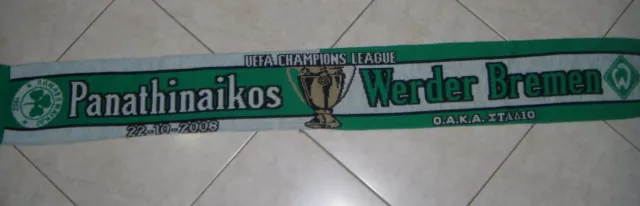 UEFA CHAMPIONS LEAGUE
Panathinaikos Werder Bremen
22-10-2008
O.A.K.A. ΣΤΑΔΙΟ